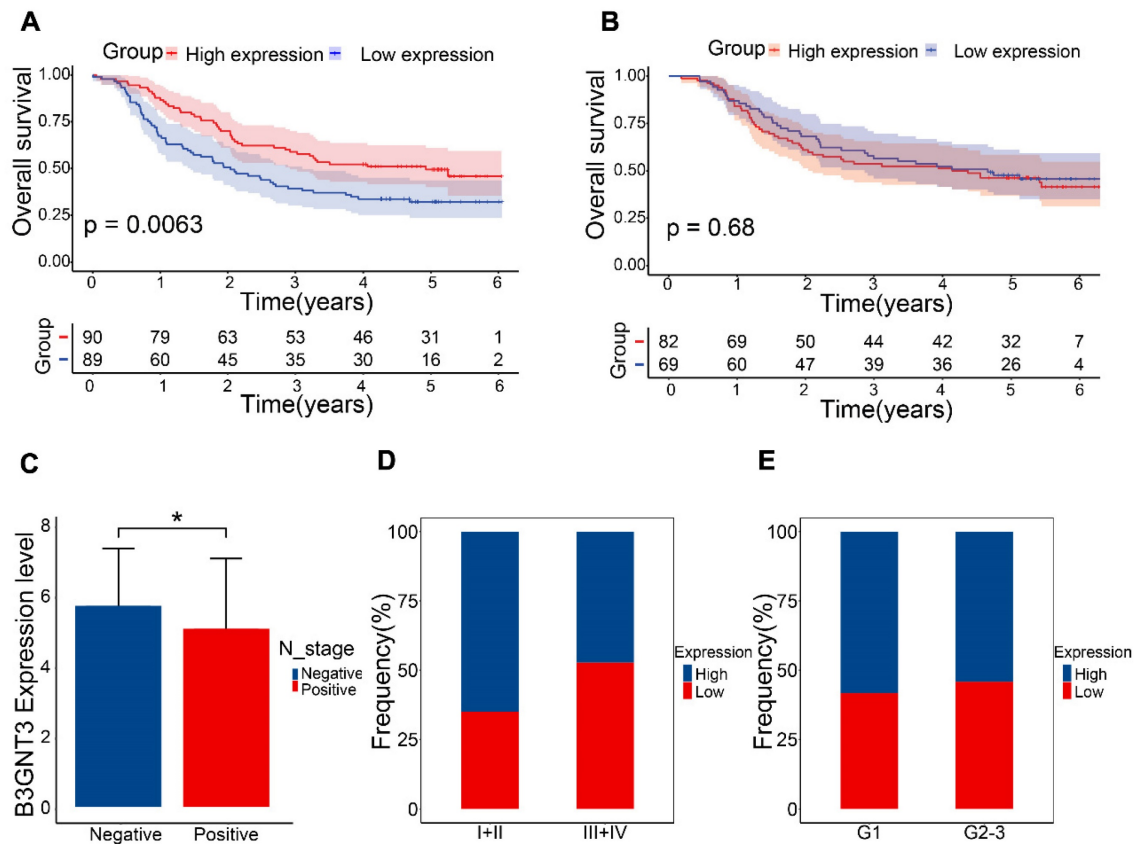 A
Group High expression Low expression
Overall survival
1.00
0.75
0.50
0.25
0.00
p = 0.0063
0 1 2 3 4 5 6
Time(years)
Group
90 79 63 53 46 31 1
89 60 45 35 30 16 2
0 1 2 3 4 5 6
Time(years)
B
Group High expression Low expression
Overall survival
1.00
0.75
0.50
0.25
0.00
p = 0.68
0 1 2 3 4 5 6
Time(years)
Group
82 69 50 44 42 32 7
69 60 47 39 36 26 4
0 1 2 3 4 5 6
Time(years)
C
B3GNT3 Expression level
8
6
4
2
0
*
Negative Positive
N_stage
Negative
Positive
D
Frequency(%)
100
75
50
25
0
I+II III+IV
Expression
High
Low
E
Frequency(%)
100
75
50
25
0
G1 G2-3
Expression
High
Low